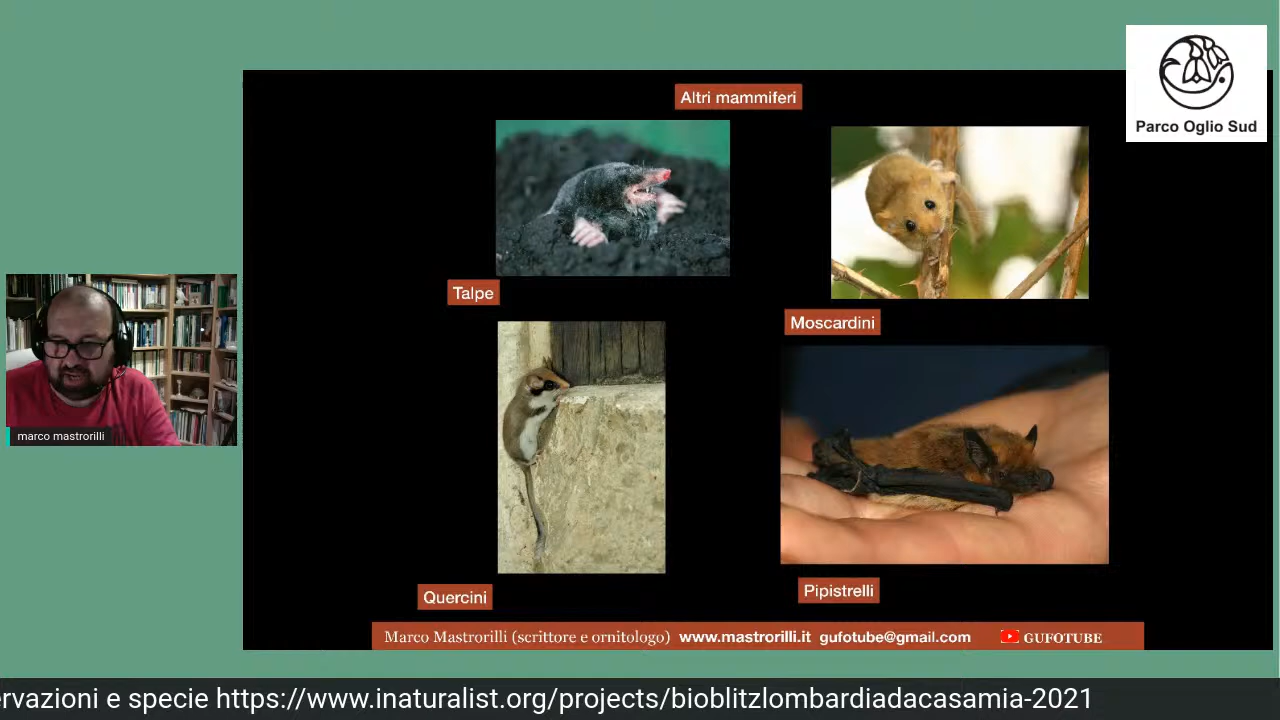 Altri mammiferi
Parco Oglio Sud
Talpe
Moscardini
marco mastrorilli
Quercini
Pipistrelli
Marco Mastrorilli (scrittore e ornitologo) www.mastrorilli.it gufotube@gmail.com GUFOTUBE
ervazioni e specie https://www.inaturalist.org/projects/bioblitzlombardiadacasamia-2021